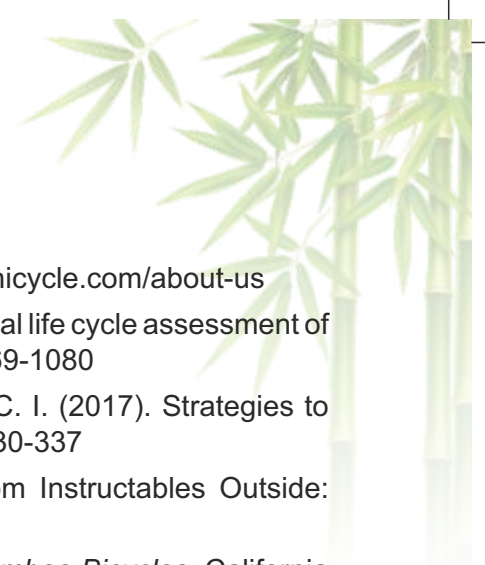 nicycle.com/about-us
al life cycle assessment of
69-1080
C. I. (2017). Strategies to
30-337
om Instructables Outside:
mboo Bicycles. California